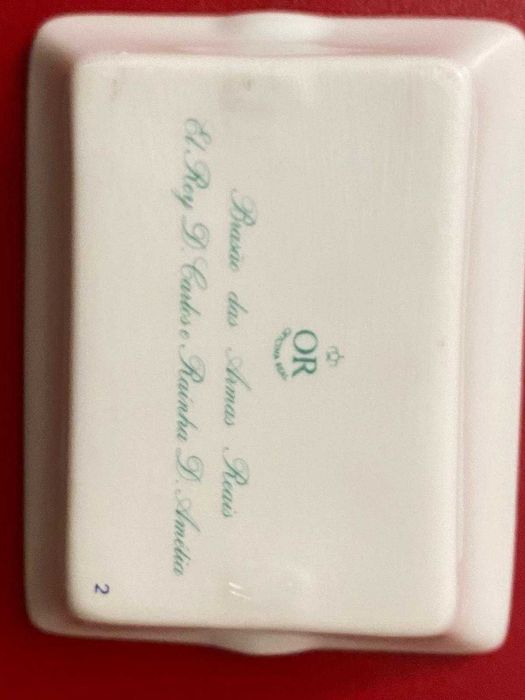 OR
Brasão das Armas Reais
El Rey D. Carlos e Rainha D. Amélia
2